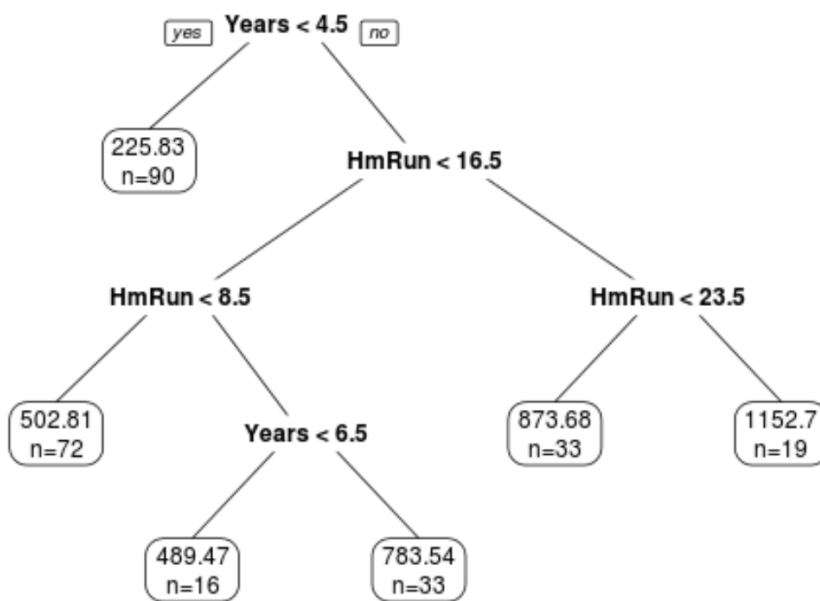 yes Years < 4.5 no
225.83
n=90
HmRun < 16.5
HmRun < 8.5
HmRun < 23.5
502.81
n=72
Years < 6.5
873.68
n=33
1152.7
n=19
489.47
n=16
783.54
n=33